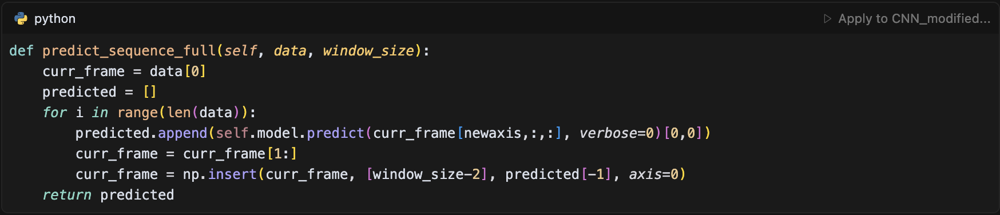 python
Apply to CNN_modified...
def predict_sequence_full(self, data, window_size):
    curr_frame = data[0]
    predicted = []
    for i in range(len(data)):
        predicted.append(self.model.predict(curr_frame[newaxis,:,:], verbose=0)[0,0])
        curr_frame = curr_frame[1:]
        curr_frame = np.insert(curr_frame, [window_size-2], predicted[-1], axis=0)
    return predicted